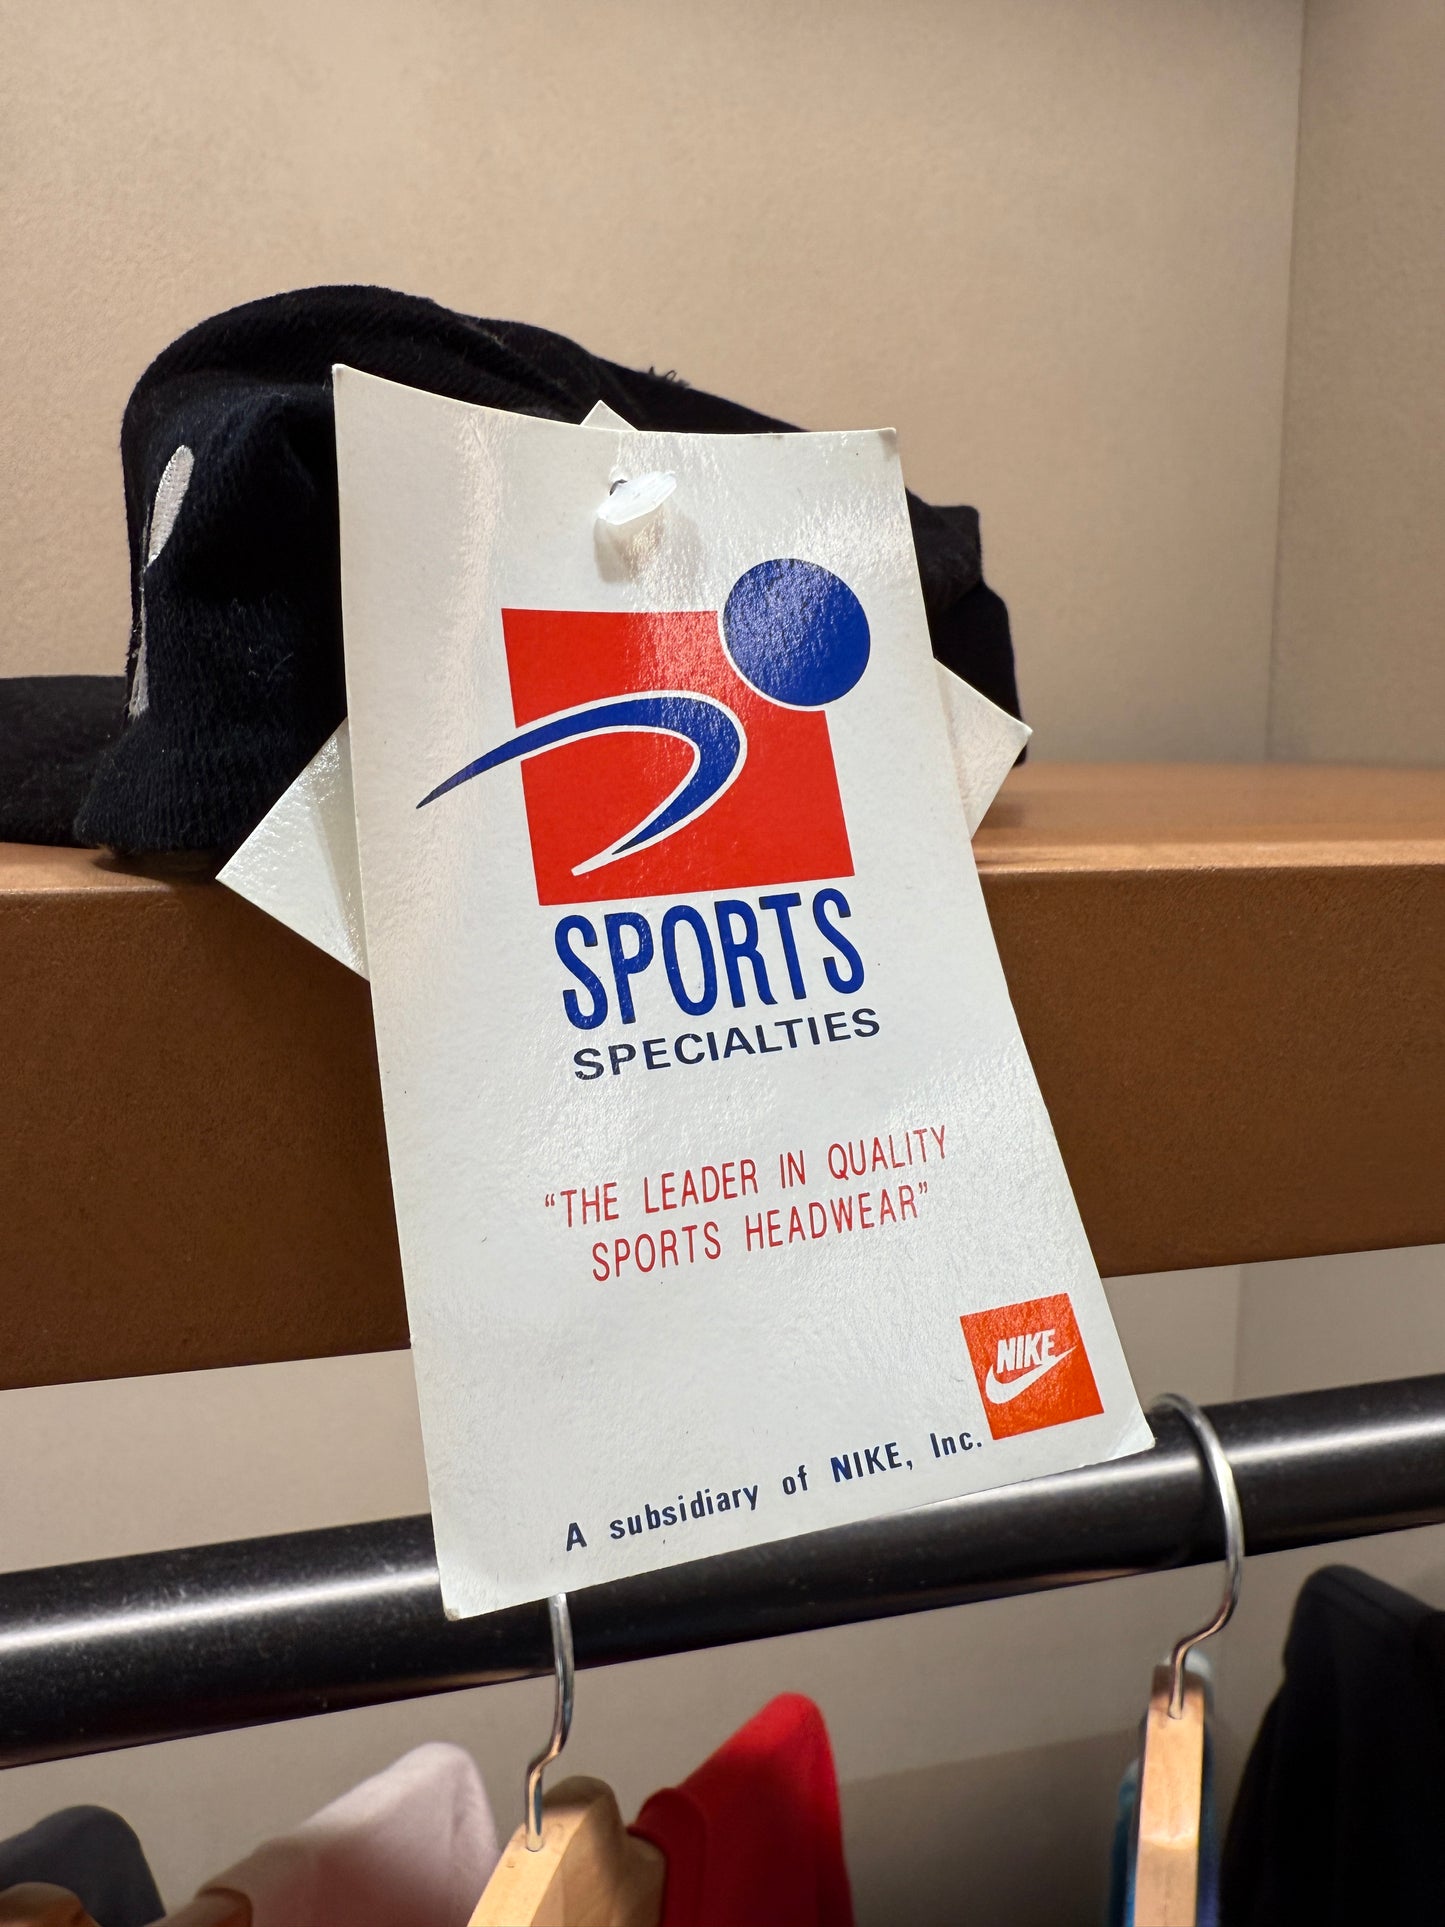 SPORTS
SPECIALTIES
“THE LEADER IN QUALITY
SPORTS HEADWEAR”
NIKE
A subsidiary of NIKE, Inc.